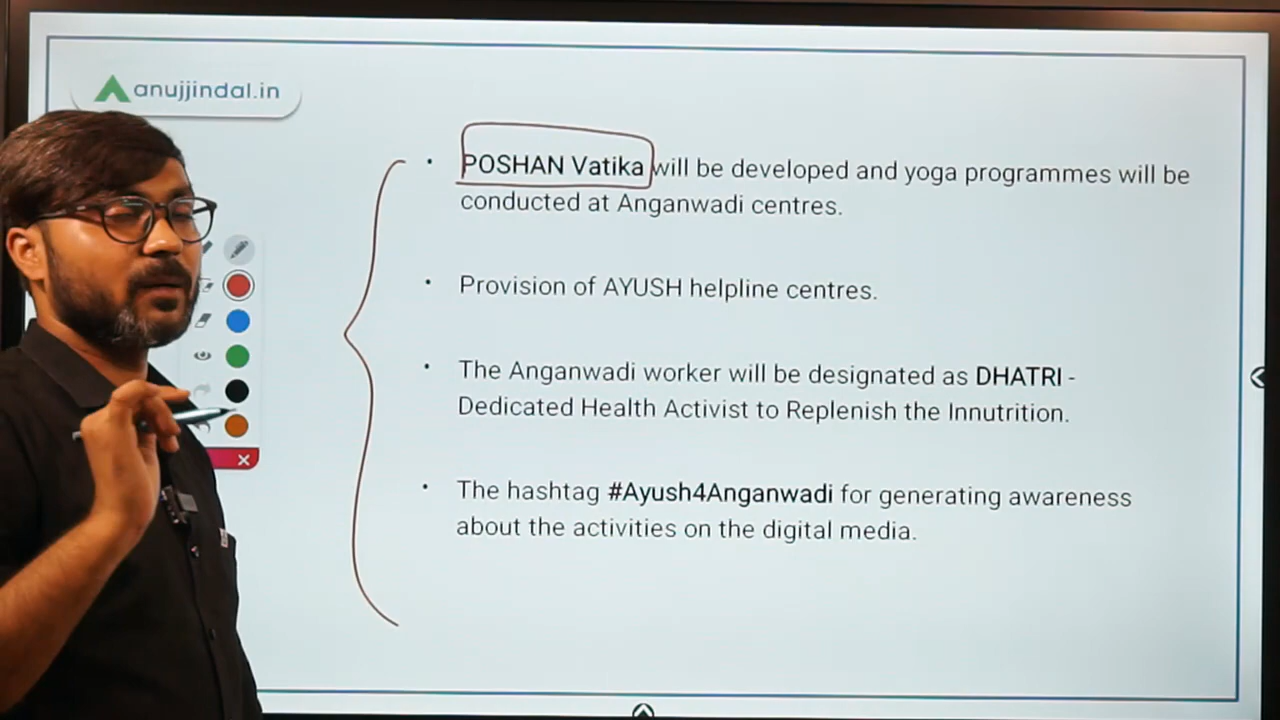 anujjindal.in
• POSHAN Vatika will be developed and yoga programmes will be
conducted at Anganwadi centres.
• Provision of AYUSH helpline centres.
• The Anganwadi worker will be designated as DHATRI -
Dedicated Health Activist to Replenish the Innutrition.
• The hashtag #Ayush4Anganwadi for generating awareness
about the activities on the digital media.